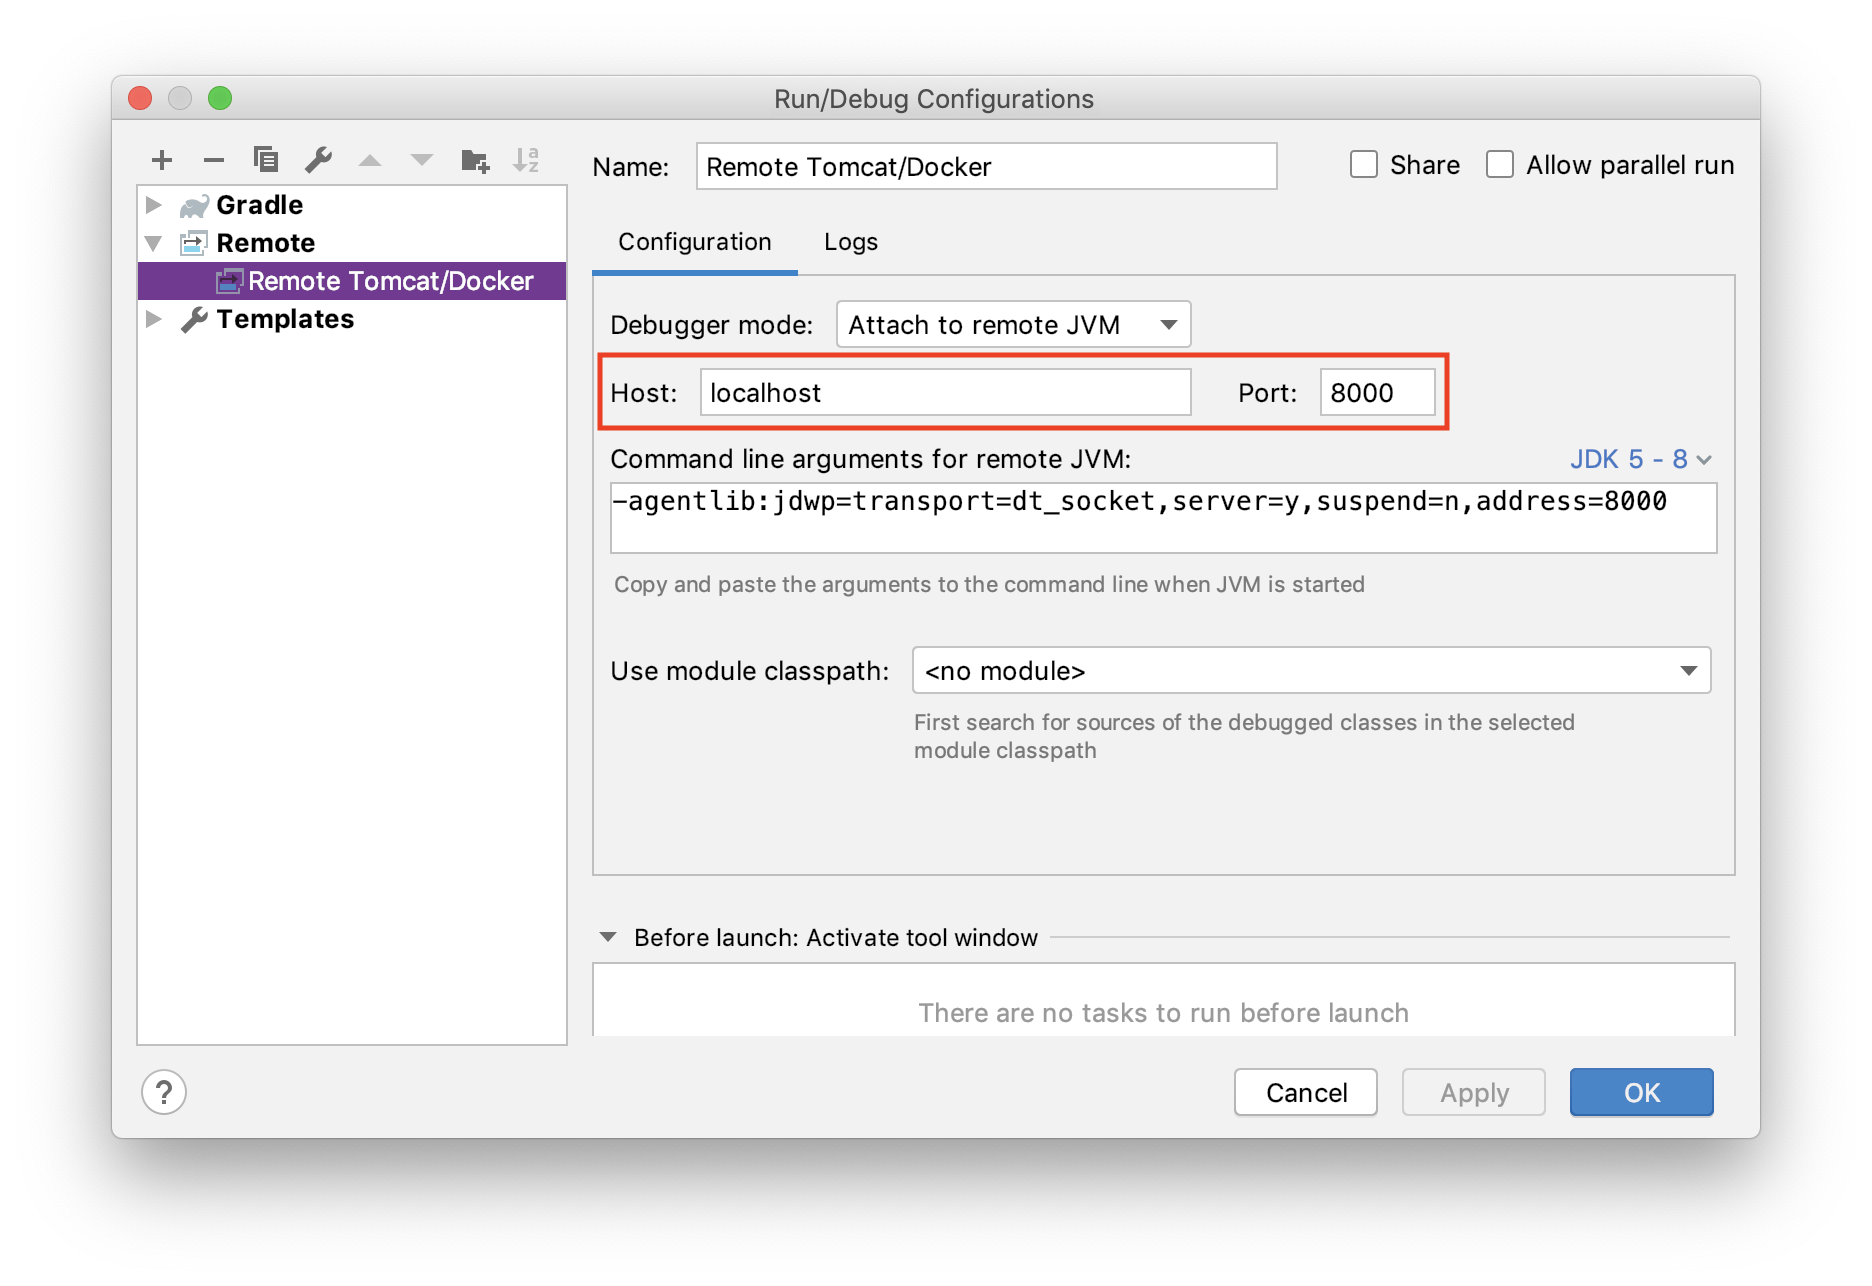 Run/Debug Configurations
Gradle
Remote
Remote Tomcat/Docker
Templates
Name: Remote Tomcat/Docker
Share
Allow parallel run
Configuration Logs
Debugger mode: Attach to remote JVM
Host: localhost Port: 8000
Command line arguments for remote JVM: JDK 5 - 8
-agentlib:jdwp=transport=dt_socket,server=y,suspend=n,address=8000
Copy and paste the arguments to the command line when JVM is started
Use module classpath: <no module>
First search for sources of the debugged classes in the selected
module classpath
Before launch: Activate tool window
There are no tasks to run before launch
?
Cancel Apply OK